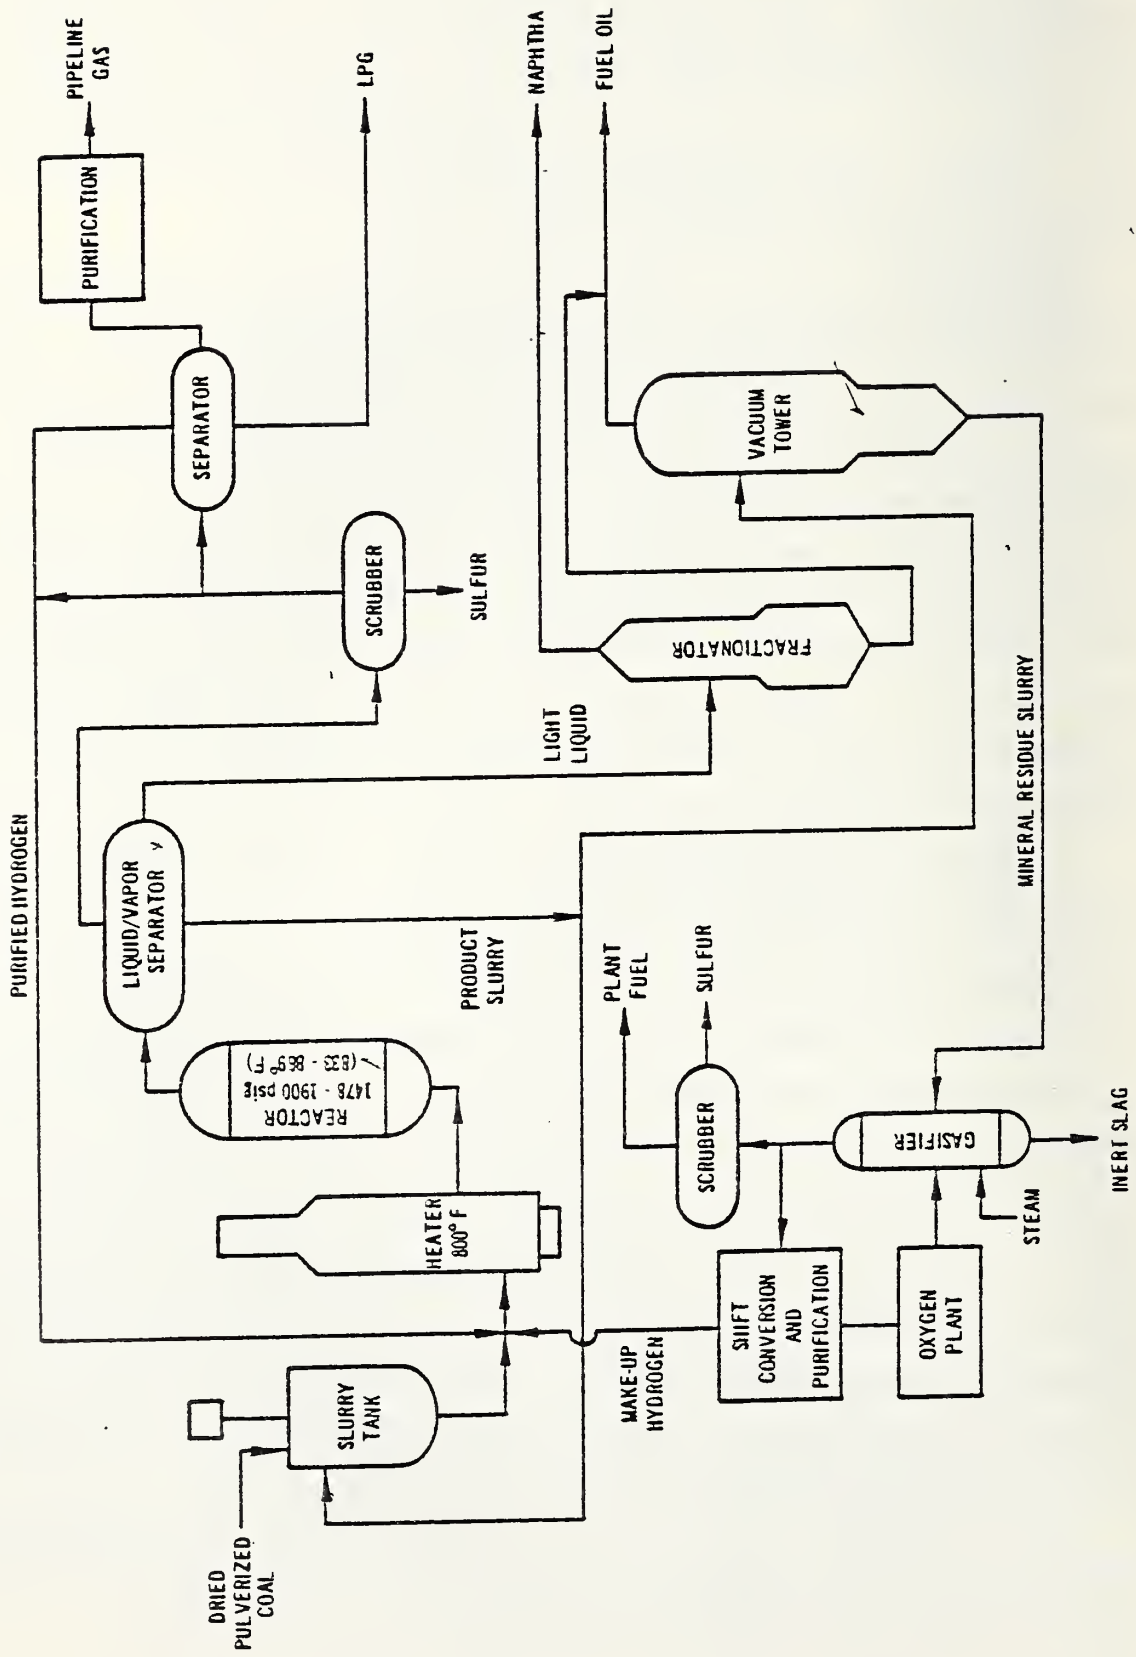 PURIFIED HYDROGEN
DRIED
PULVERIZED
COAL
SLURRY
TANK
HEATER
800° F
REACTOR
1478 - 1900 psig
(833 - 869° F)
LIQUID/VAPOR
SEPARATOR
SCRUBBER
SULFUR
SEPARATOR
PURIFICATION
PIPELINE
GAS
LPG
PRODUCT
SLURRY
LIGHT
LIQUID
FRACTIONATOR
NAPHTHA
FUEL OIL
VACUUM
TOWER
MAKE-UP
HYDROGEN
SHIFT
CONVERSION
AND
PURIFICATION
OXYGEN
PLANT
SCRUBBER
PLANT
FUEL
SULFUR
GASIFIER
STEAM
INERT SLAG
MINERAL RESIDUE SLURRY